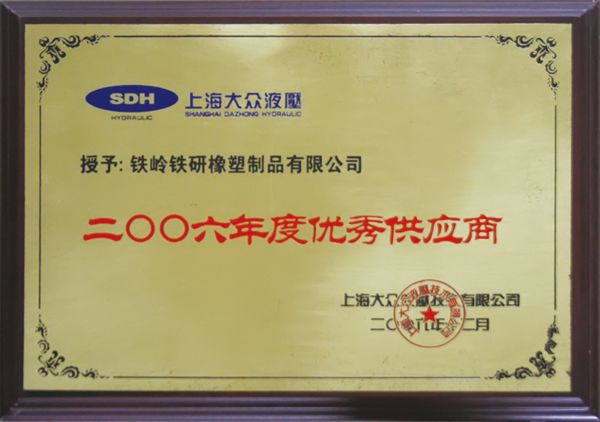 SDH
HYDRAULIC
上海大众液壓
SHANGHAI DAZHONG HYDRAULIC
授予: 铁岭铁研橡塑制品有限公司
二〇〇六年度优秀供应商
上海大众液壓技术有限公司
二〇〇六年 二月